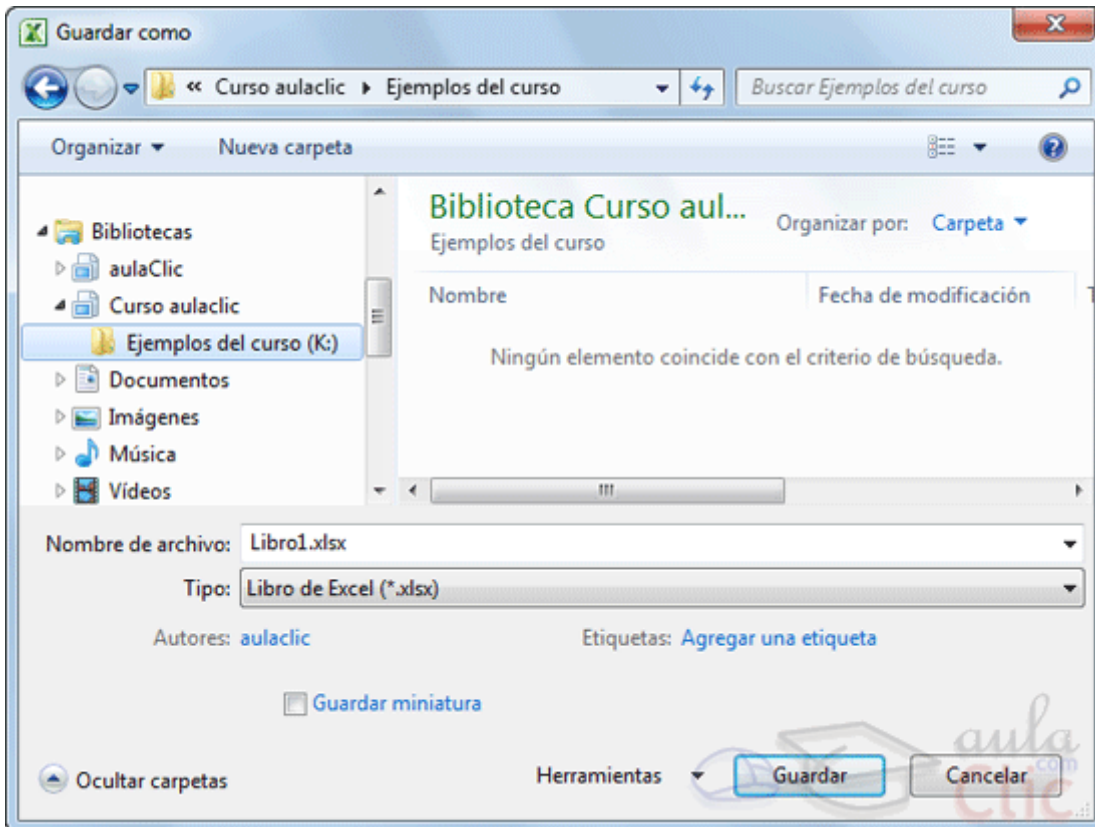 Guardar como
« Curso aulaclic ▸ Ejemplos del curso
Buscar Ejemplos del curso
Organizar
Nueva carpeta
Biblioteca Curso aul...
Ejemplos del curso
Organizar por: Carpeta
Nombre
Fecha de modificación
T
Ningún elemento coincide con el criterio de búsqueda.
Bibliotecas
aulaClic
Curso aulaclic
Ejemplos del curso (K:)
Documentos
Imágenes
Música
Vídeos
Nombre de archivo: Libro1.xlsx
Tipo: Libro de Excel (*.xlsx)
Autores: aulaclic
Etiquetas: Agregar una etiqueta
Guardar miniatura
Ocultar carpetas
Herramientas
Guardar
Cancelar
aula
.com
Clic